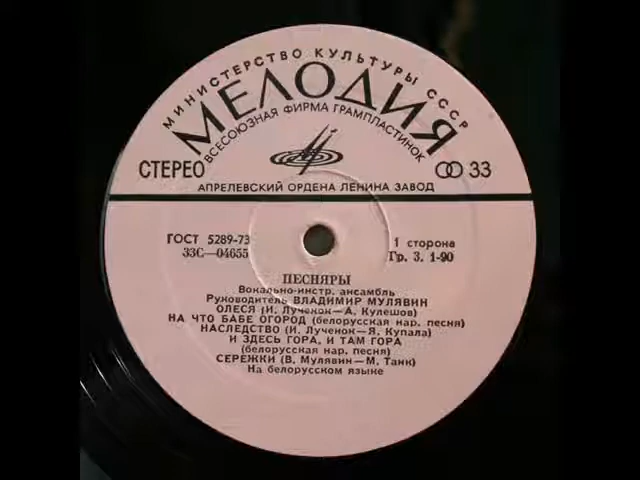 МИНИСТЕРСТВО КУЛЬТУРЫ СССР
МЕЛОДИЯ
ВСЕСОЮЗНАЯ ФИРМА ГРАМПЛАСТИНОК
СТЕРЕО
33
АПРЕЛЕВСКИЙ ОРДЕНА ЛЕНИНА ЗАВОД
ГОСТ 5289-73
33С—04655
1 сторона
Гр. 3. 1-90
ПЕСНЯРЫ
Вокально-инстр. ансамбль
Руководитель ВЛАДИМИР МУЛЯВИН
ОЛЕСЯ (И. Лученок—А. Кулешов)
НА ЧТО БАБЕ ОГОРОД (белорусская нар. песня)
НАСЛЕДСТВО (И. Лученок—Я. Купала)
И ЗДЕСЬ ГОРА, И ТАМ ГОРА
(белорусская нар. песня)
СЕРЕЖКИ (В. Мулявин—М. Танк)
На белорусском языке